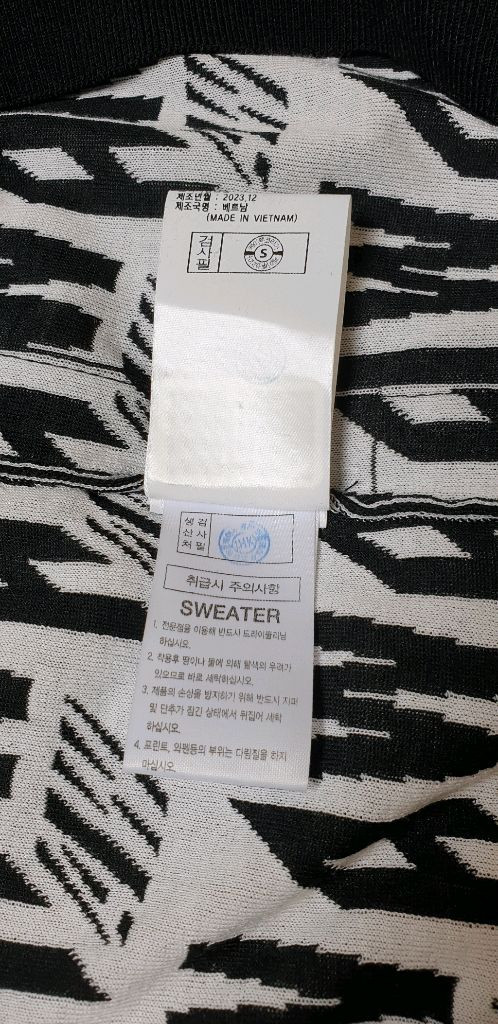 제조년월 : 2023.12
제조국명 : 베트남
(MADE IN VIETNAM)
검사필
S
생산처
검사필
취급시 주의사항
SWEATER
1. 전문점을 이용해 반드시 드라이클리닝
하십시요.
2. 착용후 땀이나 물에 의해 탈색의 우려가
있으므로 바로 세탁하십시요.
3. 제품의 손상을 방지하기 위해 반드시 지퍼
및 단추가 잠긴 상태에서 뒤집어 세탁
하십시요.
4. 프린트, 와펜등의 부위는 다림질을 하지
마십시요.